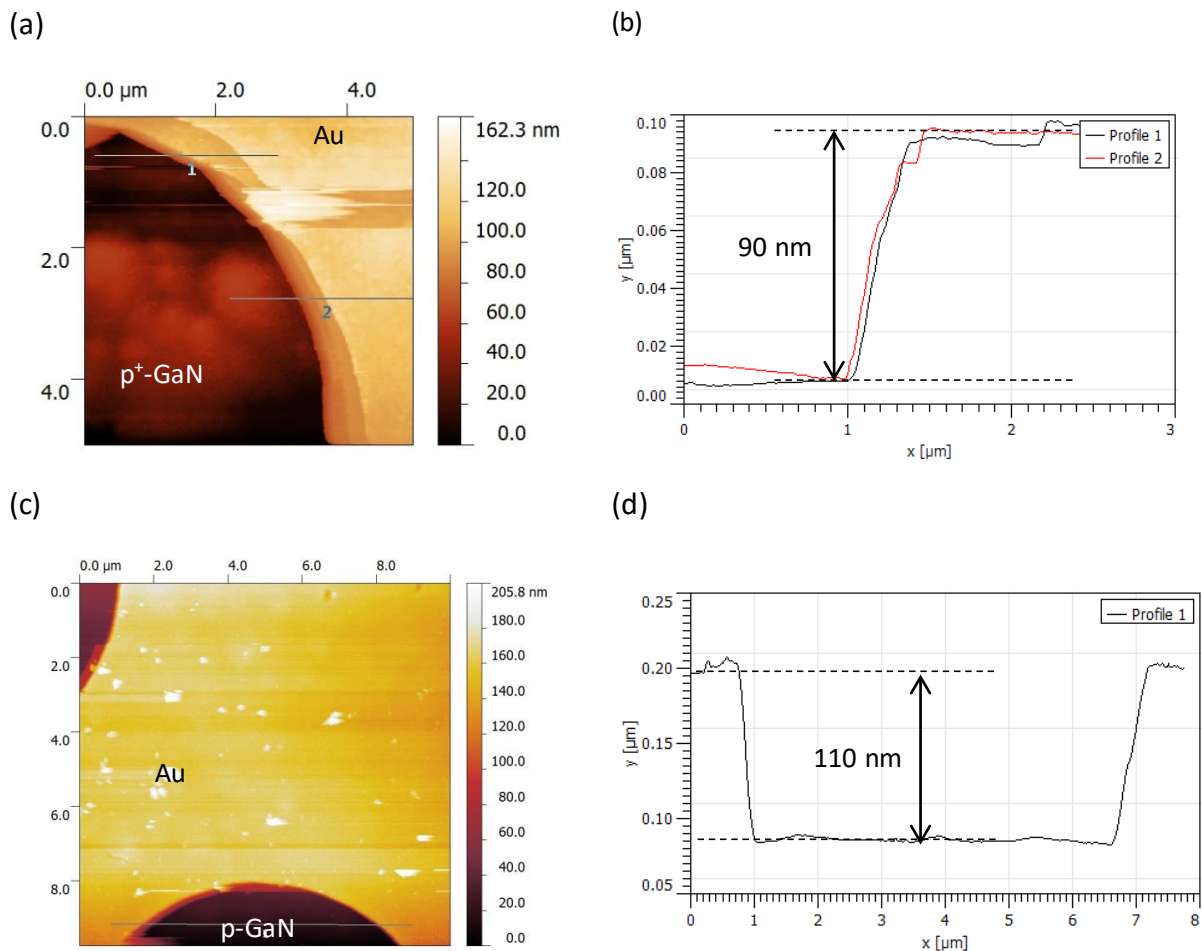 (a)
0.0 µm 2.0 4.0
0.0
2.0
4.0
Au
1
2
p⁺-GaN
162.3 nm
120.0
100.0
80.0
60.0
40.0
20.0
0.0
(b)
0.10
0.08
0.06
0.04
0.02
0.00
y [µm]
90 nm
Profile 1
Profile 2
0 1 2 3
x [µm]
(c)
0.0 µm 2.0 4.0 6.0 8.0
0.0
2.0
4.0
6.0
8.0
Au
p-GaN
205.8 nm
180.0
160.0
140.0
120.0
100.0
80.0
60.0
40.0
20.0
0.0
(d)
0.25
0.20
0.15
0.10
0.05
y [µm]
110 nm
Profile 1
0 1 2 3 4 5 6 7 8
x [µm]